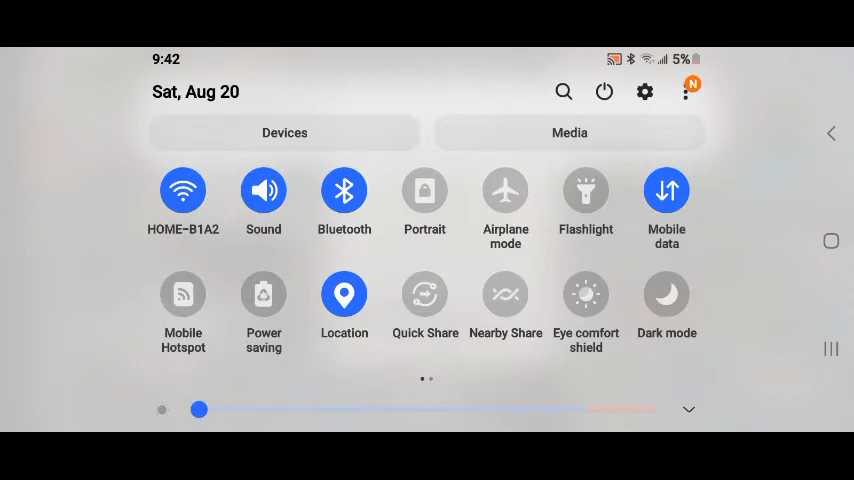 9:42 5%
Sat, Aug 20 N
Devices Media
HOME-B1A2 Sound Bluetooth Portrait Airplane mode Flashlight Mobile data
Mobile Hotspot Power saving Location Quick Share Nearby Share Eye comfort shield Dark mode